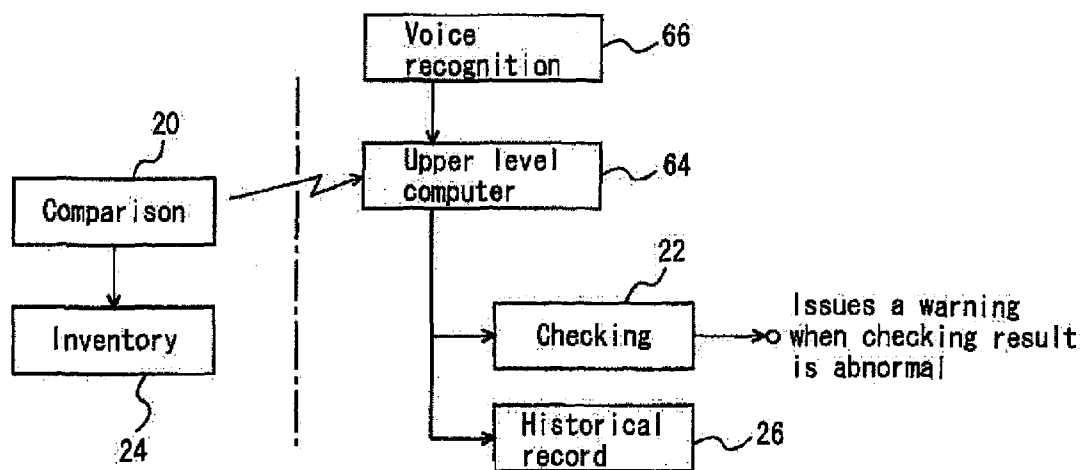 Voice
recognition
66
20
Upper level
computer
64
Comparison
22
Inventory
Checking
Issues a warning
when checking result
is abnormal
24
Historical
record
26